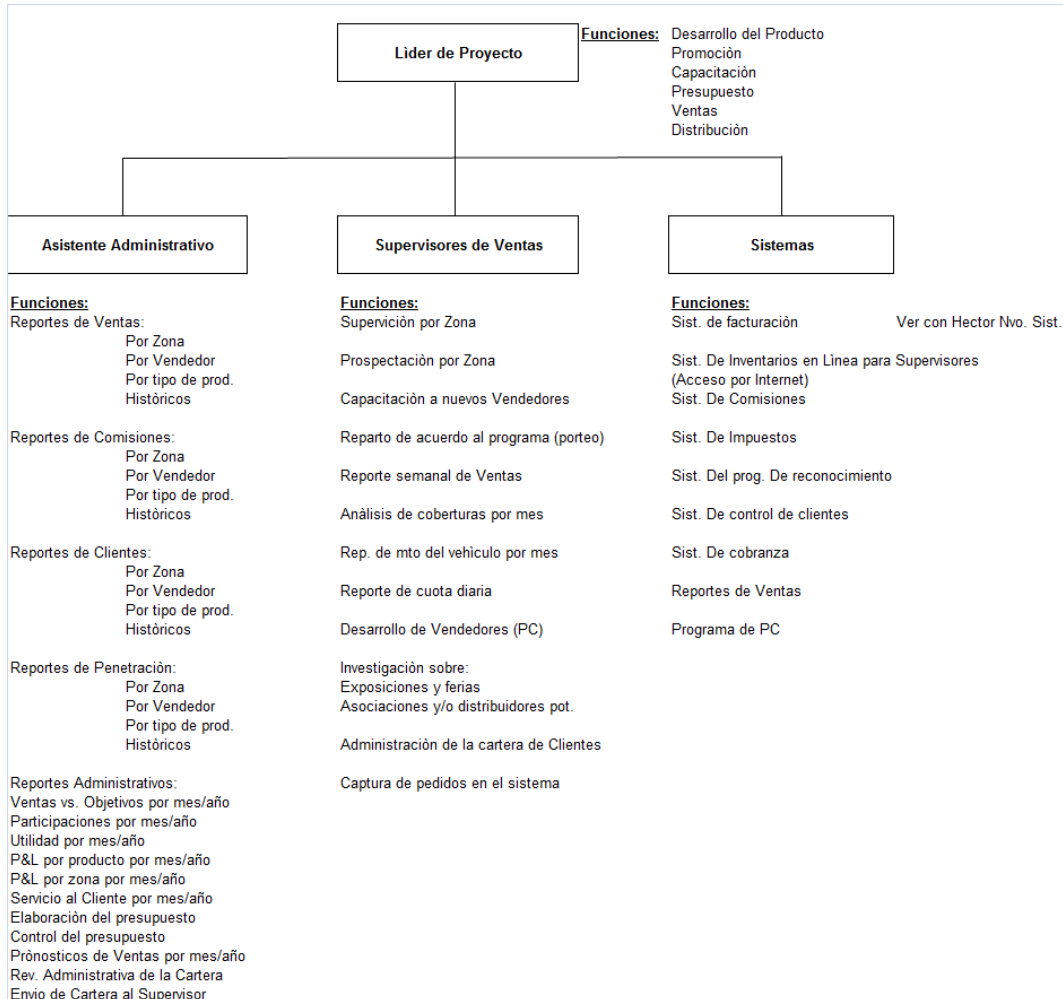 Lìder de Proyecto
Funciones: Desarrollo del Producto
Promociòn
Capacitaciòn
Presupuesto
Ventas
Distribuciòn
Asistente Administrativo
Funciones:
Reportes de Ventas:
Por Zona
Por Vendedor
Por tipo de prod.
Històricos
Reportes de Comisiones:
Por Zona
Por Vendedor
Por tipo de prod.
Històricos
Reportes de Clientes:
Por Zona
Por Vendedor
Por tipo de prod.
Històricos
Reportes de Penetraciòn:
Por Zona
Por Vendedor
Por tipo de prod.
Històricos
Reportes Administrativos:
Ventas vs. Objetivos por mes/año
Participaciones por mes/año
Utilidad por mes/año
P&L por producto por mes/año
P&L por zona por mes/año
Servicio al Cliente por mes/año
Elaboraciòn del presupuesto
Control del presupuesto
Prònosticos de Ventas por mes/año
Rev. Administrativa de la Cartera
Envio de Cartera al Supervisor
Supervisores de Ventas
Funciones:
Superviciòn por Zona
Prospectaciòn por Zona
Capacitaciòn a nuevos Vendedores
Reparto de acuerdo al programa (porteo)
Reporte semanal de Ventas
Anàlisis de coberturas por mes
Rep. de mto del vehìculo por mes
Reporte de cuota diaria
Desarrollo de Vendedores (PC)
Investigaciòn sobre:
Exposiciones y ferias
Asociaciones y/o distribuidores pot.
Administraciòn de la cartera de Clientes
Captura de pedidos en el sistema
Sistemas
Funciones:
Sist. de facturaciòn Ver con Hector Nvo. Sist.
Sist. De Inventarios en Lìnea para Supervisores
(Acceso por Internet)
Sist. De Comisiones
Sist. De Impuestos
Sist. Del prog. De reconocimiento
Sist. De control de clientes
Sist. De cobranza
Reportes de Ventas
Programa de PC